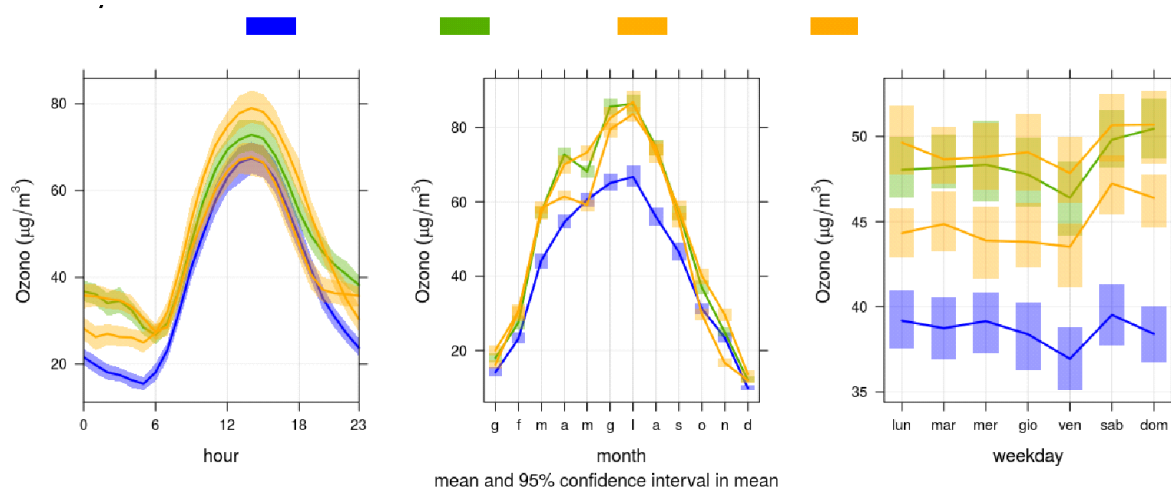 Ozono (μg/m³)
80
60
40
20
0 6 12 18 23
hour
Ozono (μg/m³)
80
60
40
20
g f m a m g l a s o n d
month
Ozono (μg/m³)
50
45
40
35
lun mar mer gio ven sab dom
weekday
mean and 95% confidence interval in mean